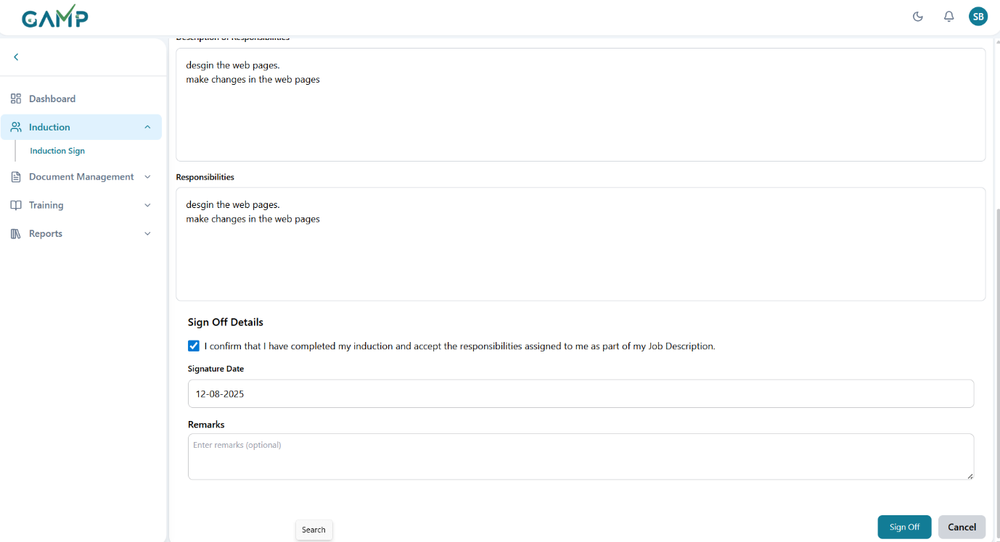 GAMP
SB
Description of Responsibilities
desgin the web pages.
make changes in the web pages
Dashboard
Induction
Induction Sign
Document Management
Training
Reports
Responsibilities
desgin the web pages.
make changes in the web pages
Sign Off Details
I confirm that I have completed my induction and accept the responsibilities assigned to me as part of my Job Description.
Signature Date
12-08-2025
Remarks
Enter remarks (optional)
Search
Sign Off
Cancel